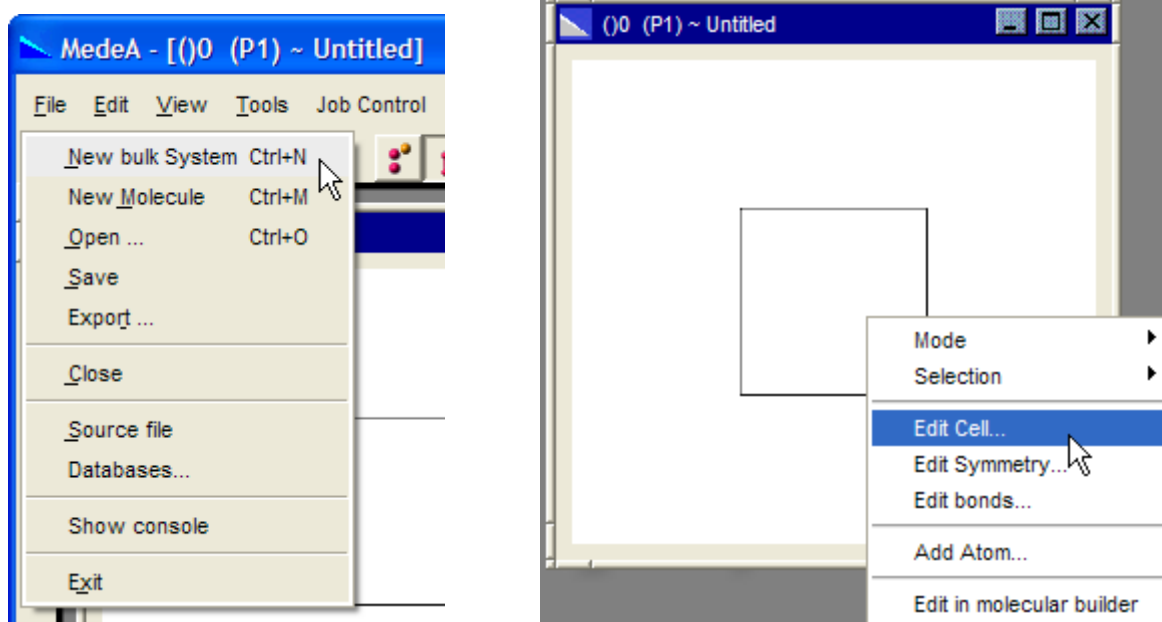 MedeA - [()0 (P1) ~ Untitled]
File Edit View Tools Job Control
New bulk System Ctrl+N
New Molecule Ctrl+M
Open ... Ctrl+O
Save
Export ...
Close
Source file
Databases...
Show console
Exit
()0 (P1) ~ Untitled
Mode
Selection
Edit Cell...
Edit Symmetry...
Edit bonds...
Add Atom...
Edit in molecular builder